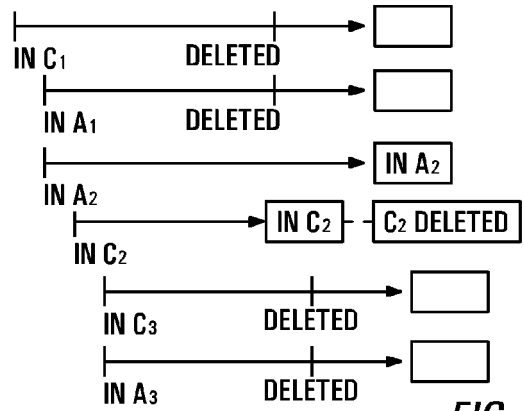 IN C1 DELETED
IN A1 DELETED
IN A2
IN A2
IN C2 C2 DELETED
IN C2
IN C3 DELETED
IN A3 DELETED
FIG